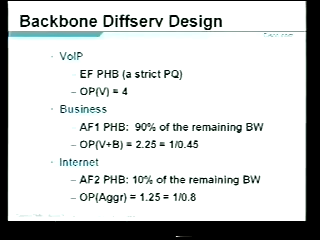 Backbone Diffserv Design
· VoIP
EF PHB (a strict PQ)
– OP(V) = 4
· Business
AF1 PHB: 90% of the remaining BW
– OP(V+B) = 2.25 = 1/0.45
· Internet
– AF2 PHB: 10% of the remaining BW
– OP(Aggr) = 1.25 = 1/0.8